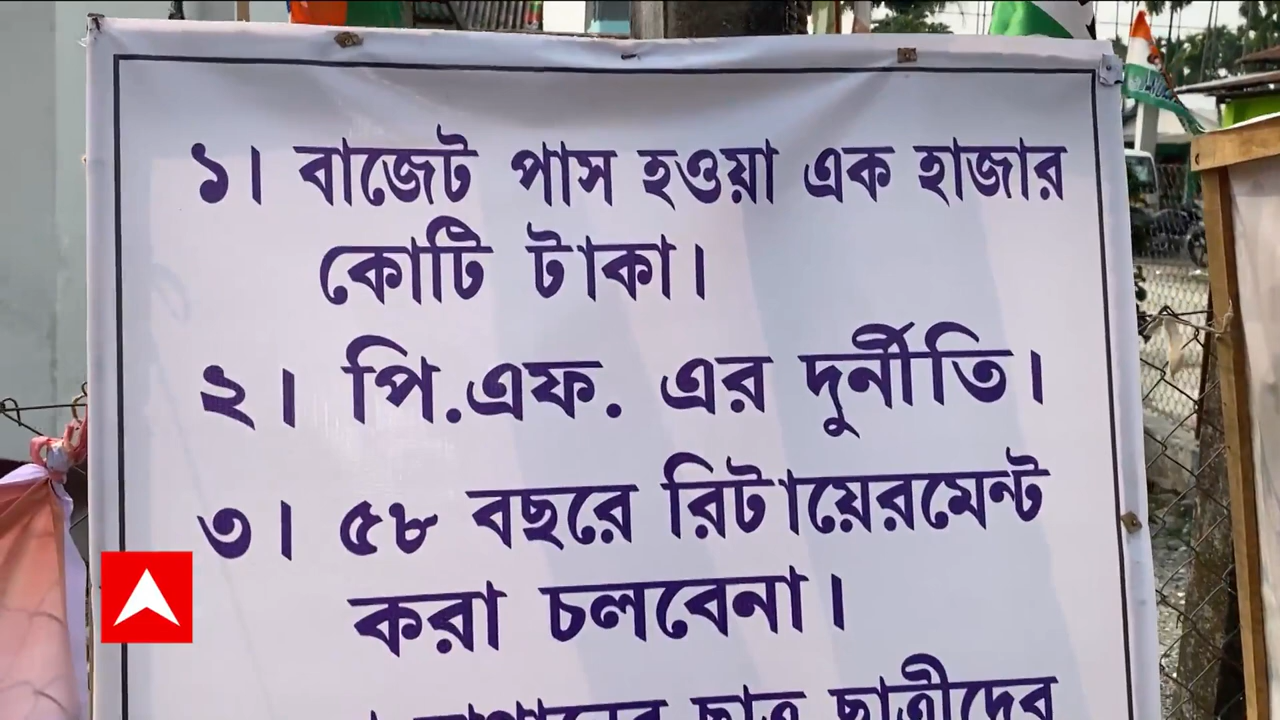 ১। বাজেট পাস হওয়া এক হাজার
কোটি টাকা।
২। পি.এফ. এর দুর্নীতি।
৩। ৫৮ বছরে রিটায়েরমেন্ট
করা চলবেনা।
ছাত্র ছাত্রীদের